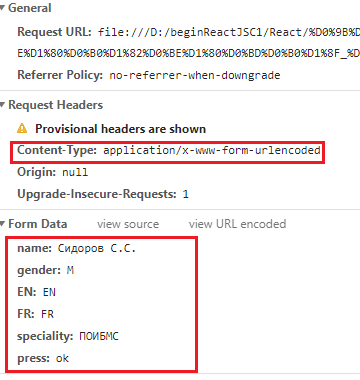 General
Request URL: file:///D:/beginReactJSC1/React/%D0%9B%D
E%D1%80%D0%B0%D1%82%D0%BE%D1%80%D0%BD%D0%B0%D1%8F_%D
Referrer Policy: no-referrer-when-downgrade
Request Headers
Provisional headers are shown
Content-Type: application/x-www-form-urlencoded
Origin: null
Upgrade-Insecure-Requests: 1
Form Data view source view URL encoded
name: Сидоров С.С.
gender: M
EN: EN
FR: FR
speciality: ПОИБМС
press: ok